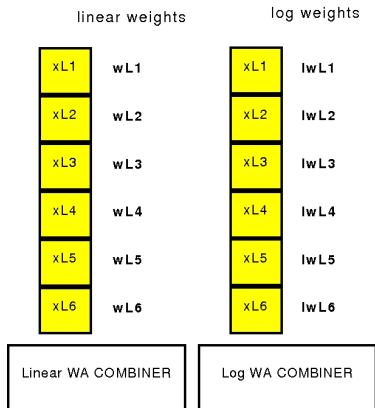 linear weights
log weights
xL1 wL1 xL1 lwL1
xL2 wL2 xL2 lwL2
xL3 wL3 xL3 lwL3
xL4 wL4 xL4 lwL4
xL5 wL5 xL5 lwL5
xL6 wL6 xL6 lwL6
Linear WA COMBINER
Log WA COMBINER